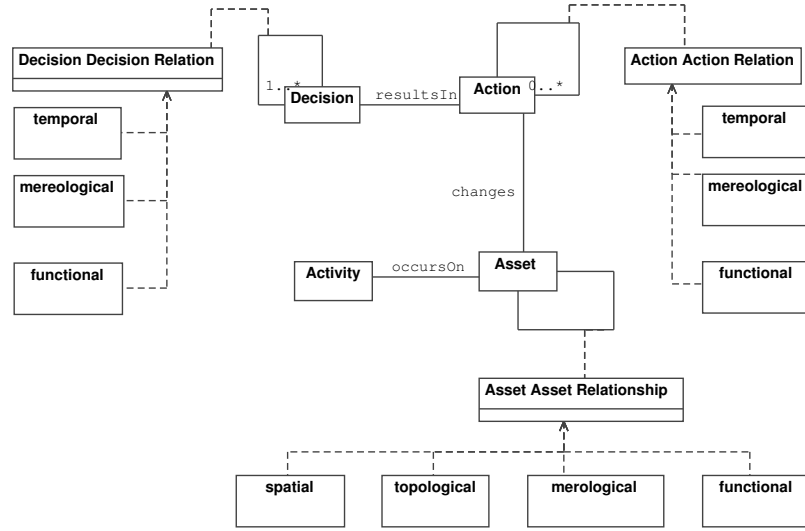 Decision Decision Relation
Action Action Relation
1..*
Decision
resultsIn
Action
0..*
temporal
temporal
mereological
mereological
changes
functional
functional
Activity
occursOn
Asset
Asset Asset Relationship
spatial
topological
merological
functional